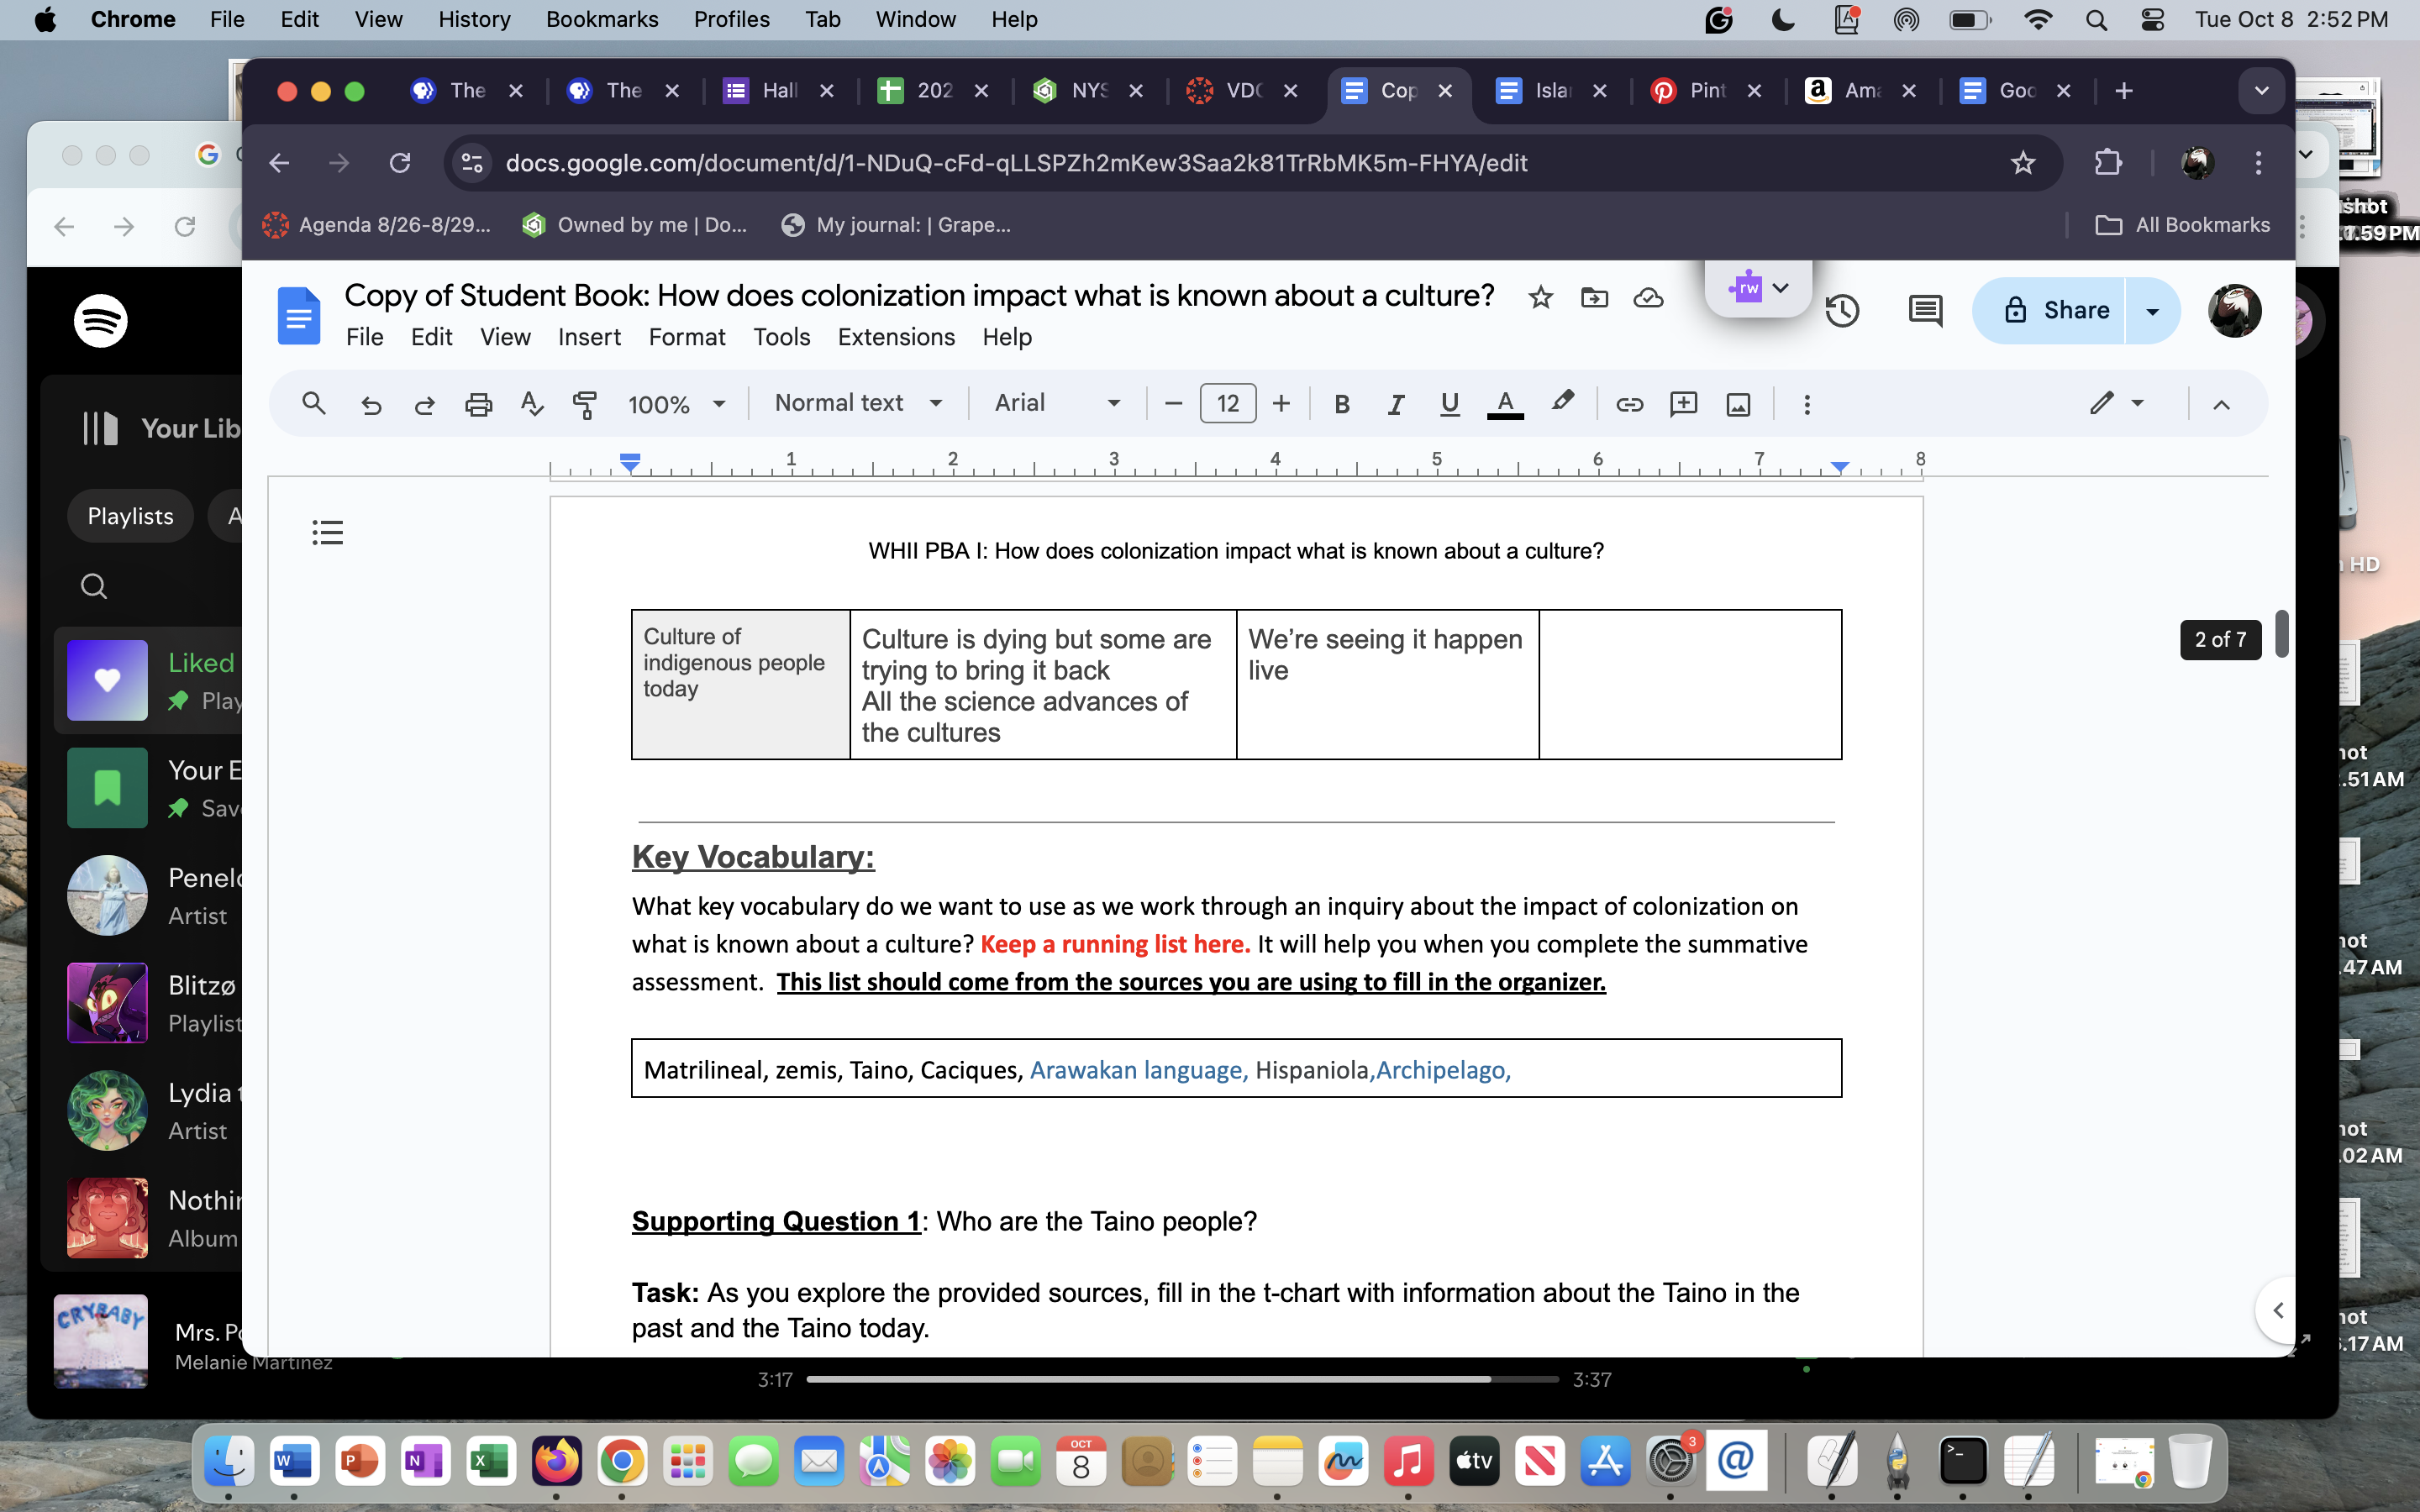 Chrome File Edit View History Bookmarks Profiles Tab Window Help Tue Oct 8 2:52 PM
The The Hall 202 NYS VDC Cop Islar Pint Ama Goo
docs.google.com/document/d/1-NDuQ-cFd-qLLSPZh2mKew3Saa2k81TrRbMK5m-FHYA/edit
Agenda 8/26-8/29... Owned by me | Do... My journal: | Grape... All Bookmarks
shot
.59 PM
Copy of Student Book: How does colonization impact what is known about a culture?
rw
Share
File Edit View Insert Format Tools Extensions Help
100% Normal text Arial 12
1 2 3 4 5 6 7 8
WHII PBA I: How does colonization impact what is known about a culture?
Culture of
indigenous people
today
Culture is dying but some are
trying to bring it back
All the science advances of
the cultures
We're seeing it happen
live
2 of 7
Key Vocabulary:
What key vocabulary do we want to use as we work through an inquiry about the impact of colonization on
what is known about a culture? Keep a running list here. It will help you when you complete the summative
assessment. This list should come from the sources you are using to fill in the organizer.
Matrilineal, zemis, Taino, Caciques, Arawakan language, Hispaniola,Archipelago,
Supporting Question 1: Who are the Taino people?
Task: As you explore the provided sources, fill in the t-chart with information about the Taino in the
past and the Taino today.
Your Lib
Playlists A
Liked
Play
Your E
Save
Penelo
Artist
Blitzø
Playlist
Lydia t
Artist
Nothin
Album
CRYBABY
Mrs. Po
Melanie Martinez
3:17 3:37
HD
.51 AM
.47 AM
.02 AM
.17 AM
OCT
8
tv
3